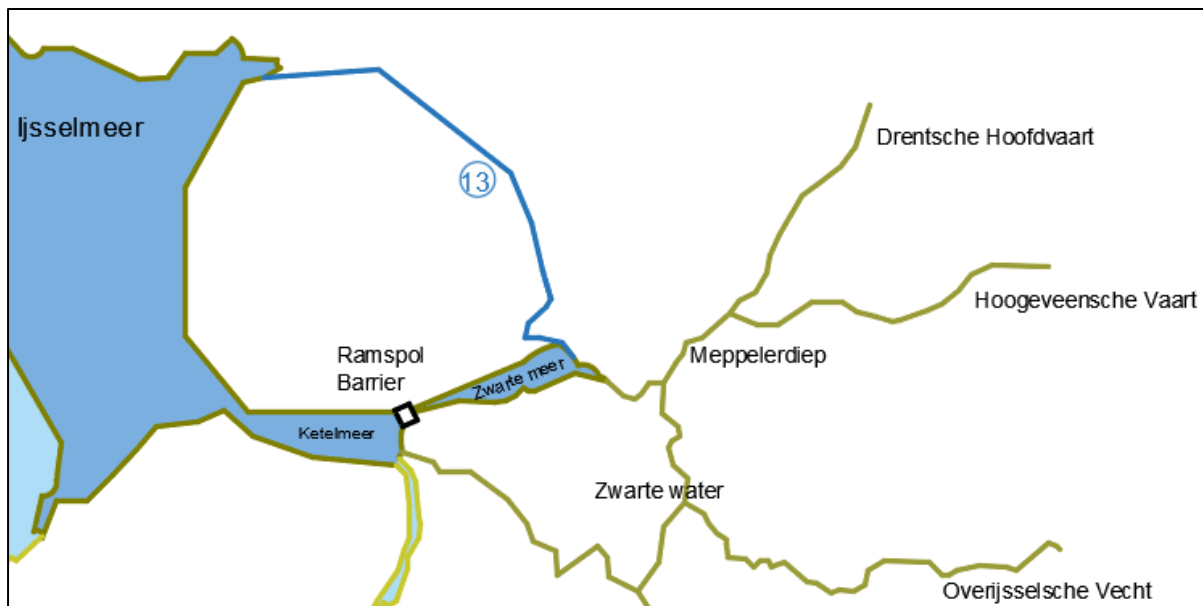 Ijsselmeer
Drentsche Hoofdvaart
13
Hoogeveensche Vaart
Ramspol
Barrier
Meppelerdiep
Zwarte meer
Ketelmeer
Zwarte water
Overijsselsche Vecht